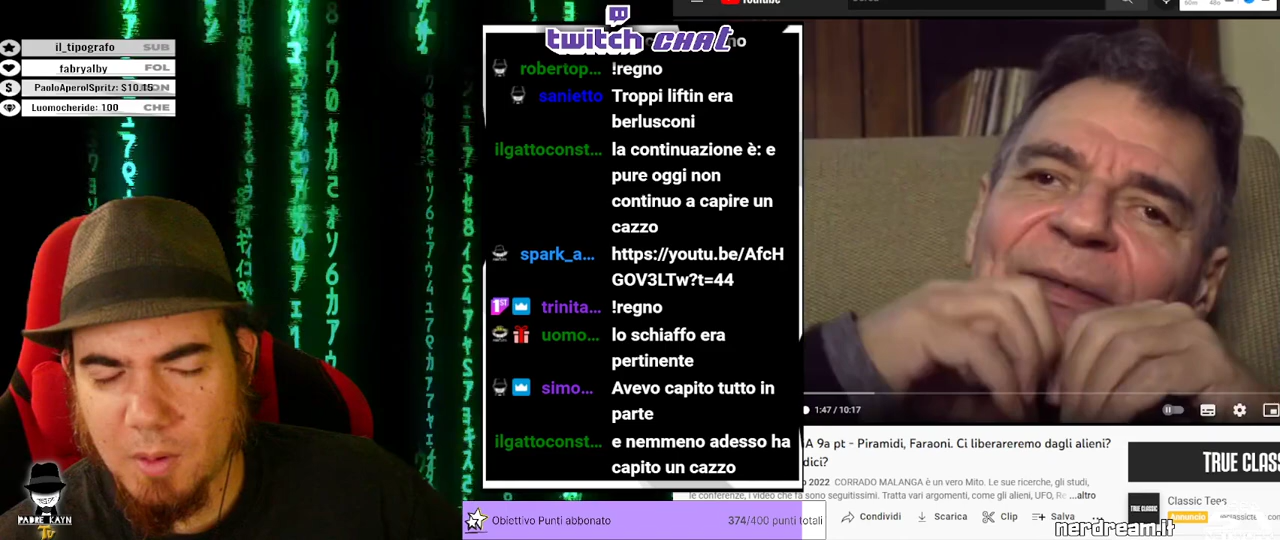 il_tipografo SUB
fabryalby FOL
PaoloAperolSpritz: $10.15
Luomocheride: 100 CHE
PADRE KAYN
Tv
twitch CHAT
robertop... !regno
sanietto Troppi liftin era
berlusconi
ilgattoconst... la continuazione è: e
pure oggi non
continuo a capire un
cazzo
spark_a... https://youtu.be/AfcH
GOV3LTw?t=44
trinita... !regno
uomo... lo schiaffo era
pertinente
simo... Avevo capito tutto in
parte
ilgattoconst... e nemmeno adesso ha
capito un cazzo
Obiettivo Punti abbonato 374/400 punti totali
1:47 / 10:17
A 9a pt - Piramidi, Faraoni. Ci libareremo dagli alieni?
2022 CORRADO MALANGA è un vero Mito. Le sue ricerche, gli studi,
le conferenze, i video che fa sono seguitissimi. Tratta vari argomenti, come gli alieni, UFO, Re ...altro
Condividi Scarica Clip Salva
TRUE CLASS
Classic Tees
Annuncio
nerdream.it